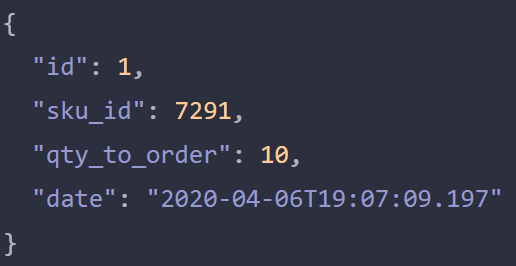 {
"id": 1,
"sku_id": 7291,
"qty_to_order": 10,
"date": "2020-04-06T19:07:09.197"
}